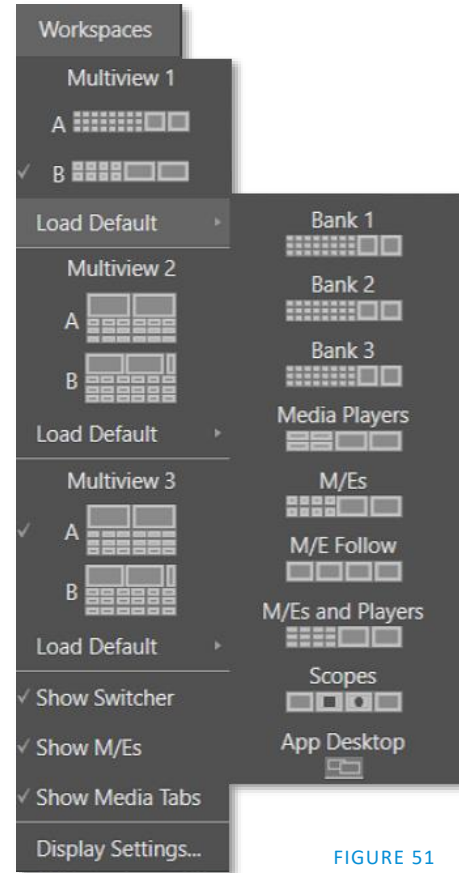 Workspaces
Multiview 1
A
✓ B
Load Default
Multiview 2
A
B
Load Default
Multiview 3
✓ A
B
Load Default
✓ Show Switcher
✓ Show M/Es
✓ Show Media Tabs
Display Settings...
Bank 1
Bank 2
Bank 3
Media Players
M/Es
M/E Follow
M/Es and Players
Scopes
App Desktop
FIGURE 51